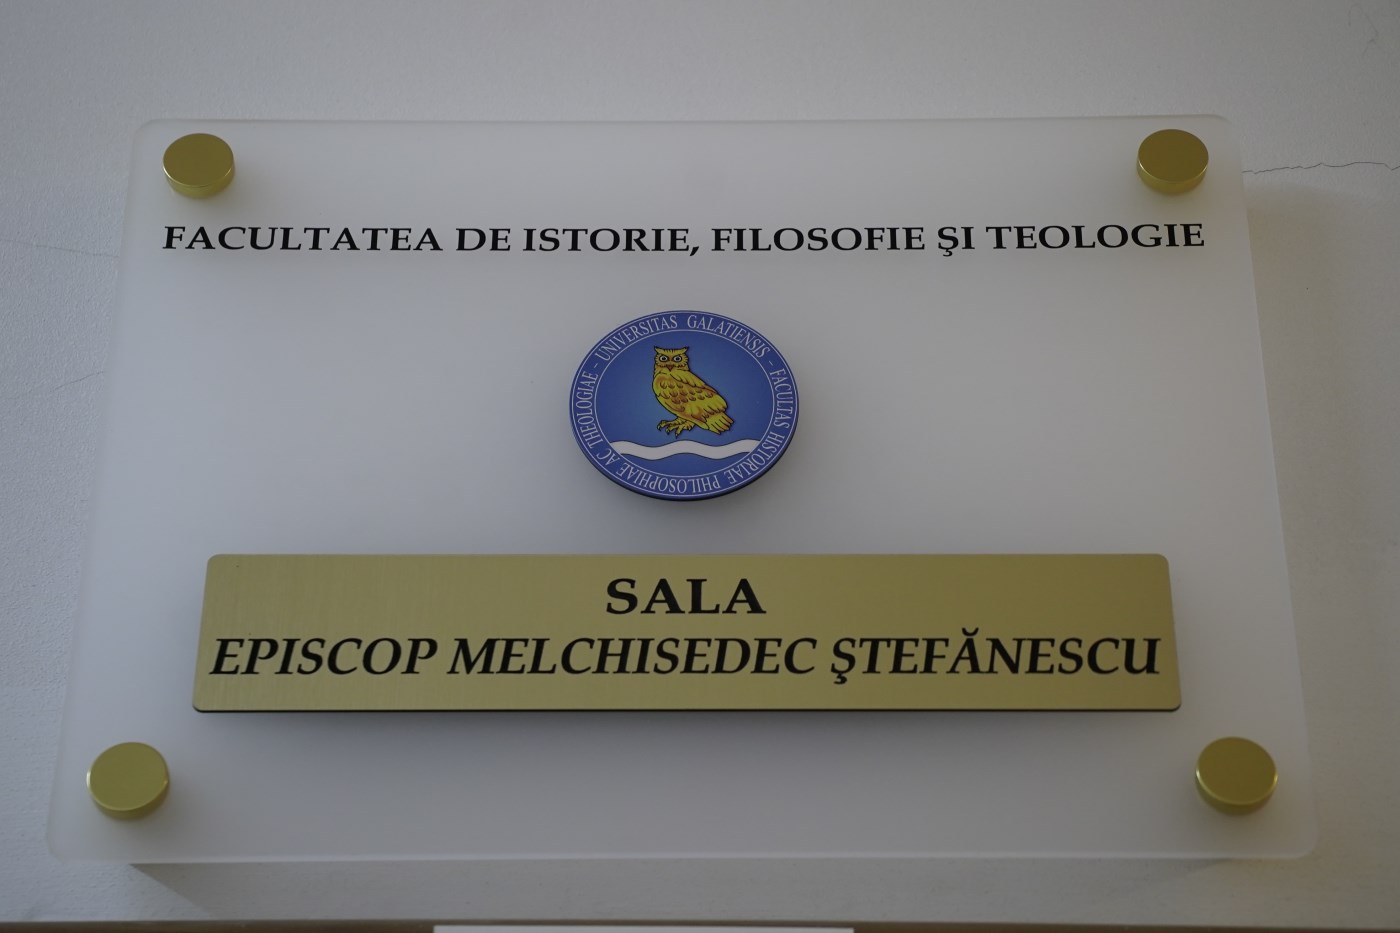 FACULTATEA DE ISTORIE, FILOSOFIE ŞI TEOLOGIE
UNIVERSITAS GALATIENSIS - FACULTAS HISTORIAE PHILOSOPHIAE AC THEOLOGIAE -
SALA
EPISCOP MELCHISEDEC ŞTEFĂNESCU